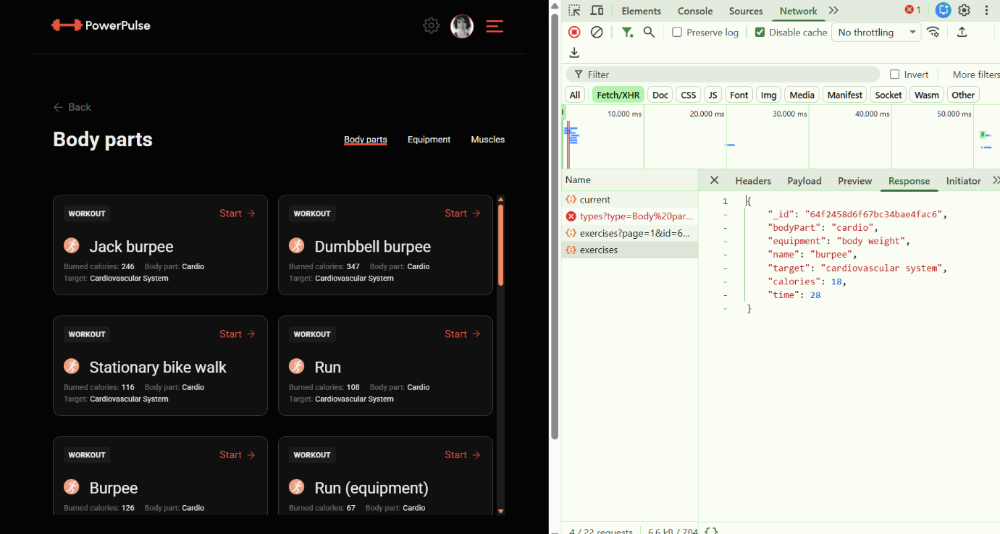 PowerPulse
Back
Body parts
Body parts Equipment Muscles
WORKOUT Start
Jack burpee
Burned calories: 246 Body part: Cardio
Target: Cardiovascular System
WORKOUT Start
Dumbbell burpee
Burned calories: 347 Body part: Cardio
Target: Cardiovascular System
WORKOUT Start
Stationary bike walk
Burned calories: 116 Body part: Cardio
Target: Cardiovascular System
WORKOUT Start
Run
Burned calories: 108 Body part: Cardio
Target: Cardiovascular System
WORKOUT Start
Burpee
Burned calories: 126 Body part: Cardio
WORKOUT Start
Run (equipment)
Burned calories: 67 Body part: Cardio
Elements Console Sources Network 1
Preserve log Disable cache No throttling
Filter Invert More filters
All Fetch/XHR Doc CSS JS Font Img Media Manifest Socket Wasm Other
10,000 ms 20,000 ms 30,000 ms 40,000 ms 50,000 ms
Name
current
types?type=Body%20par...
exercises?page=1&id=6...
exercises
Headers Payload Preview Response Initiator
1 {
- "_id": "64f2458d6f67bc34bae4fac6",
- "bodyPart": "cardio",
- "equipment": "body weight",
- "name": "burpee",
- "target": "cardiovascular system",
- "calories": 18,
- "time": 28
- }
4 / 22 requests 6.6 kB / 784
{ }